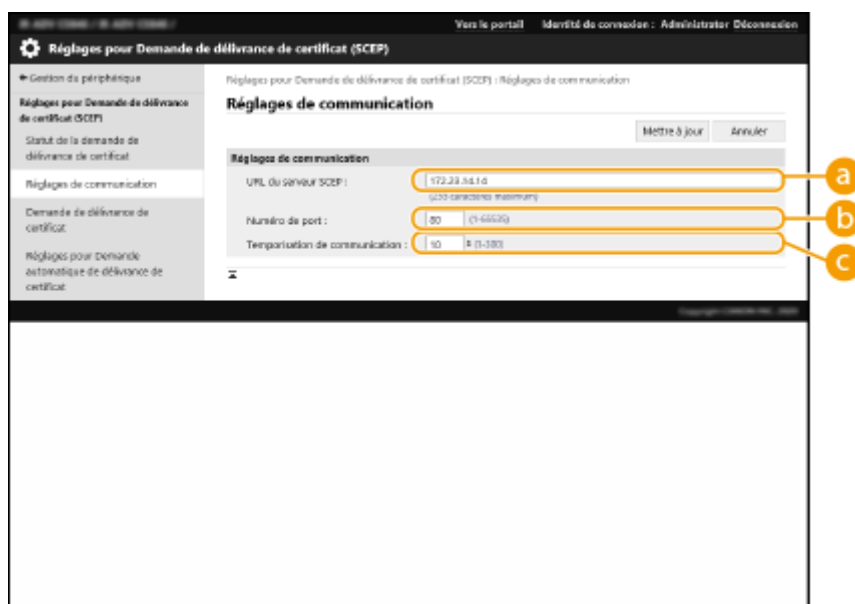 Vers le portail Identité de connexion : Administrator Déconnexion
Réglages pour Demande de délivrance de certificat (SCEP)
Gestion du périphérique
Réglages pour Demande de délivrance de certificat (SCEP) : Réglages de communication
Réglages pour Demande de délivrance
de certificat (SCEP)
Réglages de communication
Statut de la demande de
délivrance de certificat
Mettre à jour Annuler
Réglages de communication
Réglages de communication
URL du serveur SCEP :
(255 caractères maximum)
a
Demande de délivrance de
certificat
Numéro de port : 80 (1-65535)
b
Temporisation de communication : 10 s (1-300)
c
Réglages pour Demande
automatique de délivrance de
certificat
Copyright CANON INC.